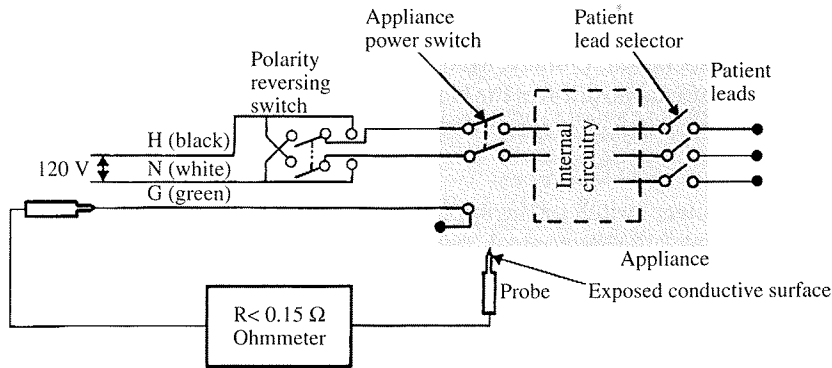 Appliance
power switch
Patient
lead selector
Polarity
reversing
switch
Patient
leads
H (black)
120 V
N (white)
G (green)
Internal
circuitry
Appliance
Probe
Exposed conductive surface
R< 0.15 Ω
Ohmmeter